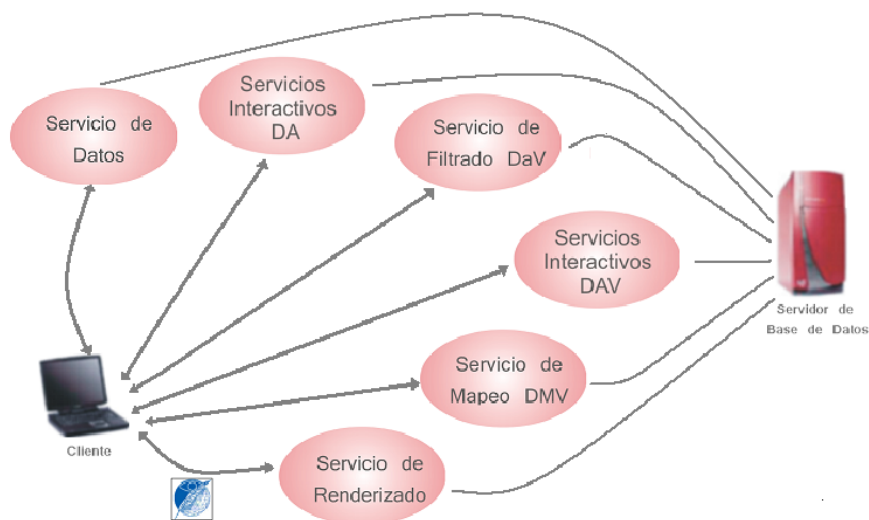 Servicio de
Datos
Servicios
Interactivos
DA
Servicio de
Filtrado DaV
Servicios
Interactivos
DAV
Servidor de
Base de Datos
Servicio de
Mapeo DMV
Cliente
Servicio de
Renderizado